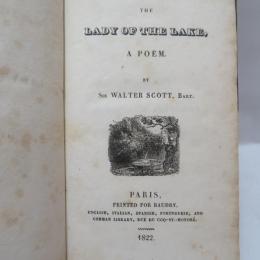 THE
LADY OF THE LAKE,
A POEM.
BY
Sir WALTER SCOTT, Bart.
PARIS,
PRINTED FOR BAUDRY,
ENGLISH, ITALIAN, SPANISH, PORTUGUESE, AND
GERMAN LIBRARY, RUE DU COQ-ST-HONORÉ.
1822.